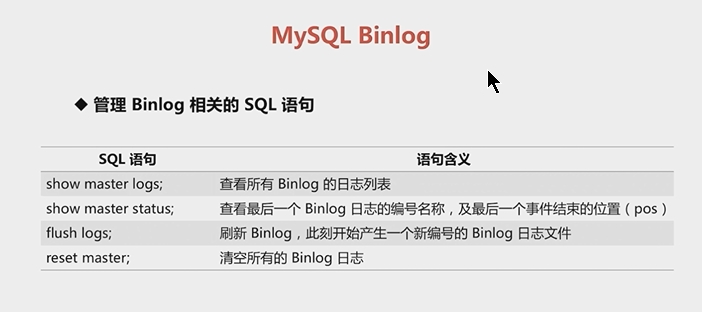 MySQL Binlog
◆ 管理 Binlog 相关的 SQL 语句
SQL 语句 语句含义
show master logs; 查看所有 Binlog 的日志列表
show master status; 查看最后一个 Binlog 日志的编号名称，及最后一个事件结束的位置（pos）
flush logs; 刷新 Binlog，此刻开始产生一个新编号的 Binlog 日志文件
reset master; 清空所有的 Binlog 日志